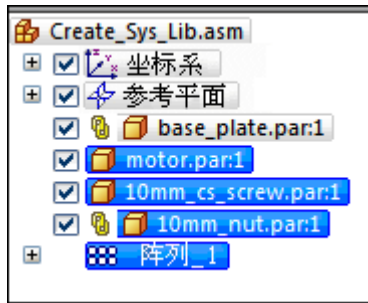 Create_Sys_Lib.asm
坐标系
参考平面
base_plate.par:1
motor.par:1
10mm_cs_screw.par:1
10mm_nut.par:1
阵列_1